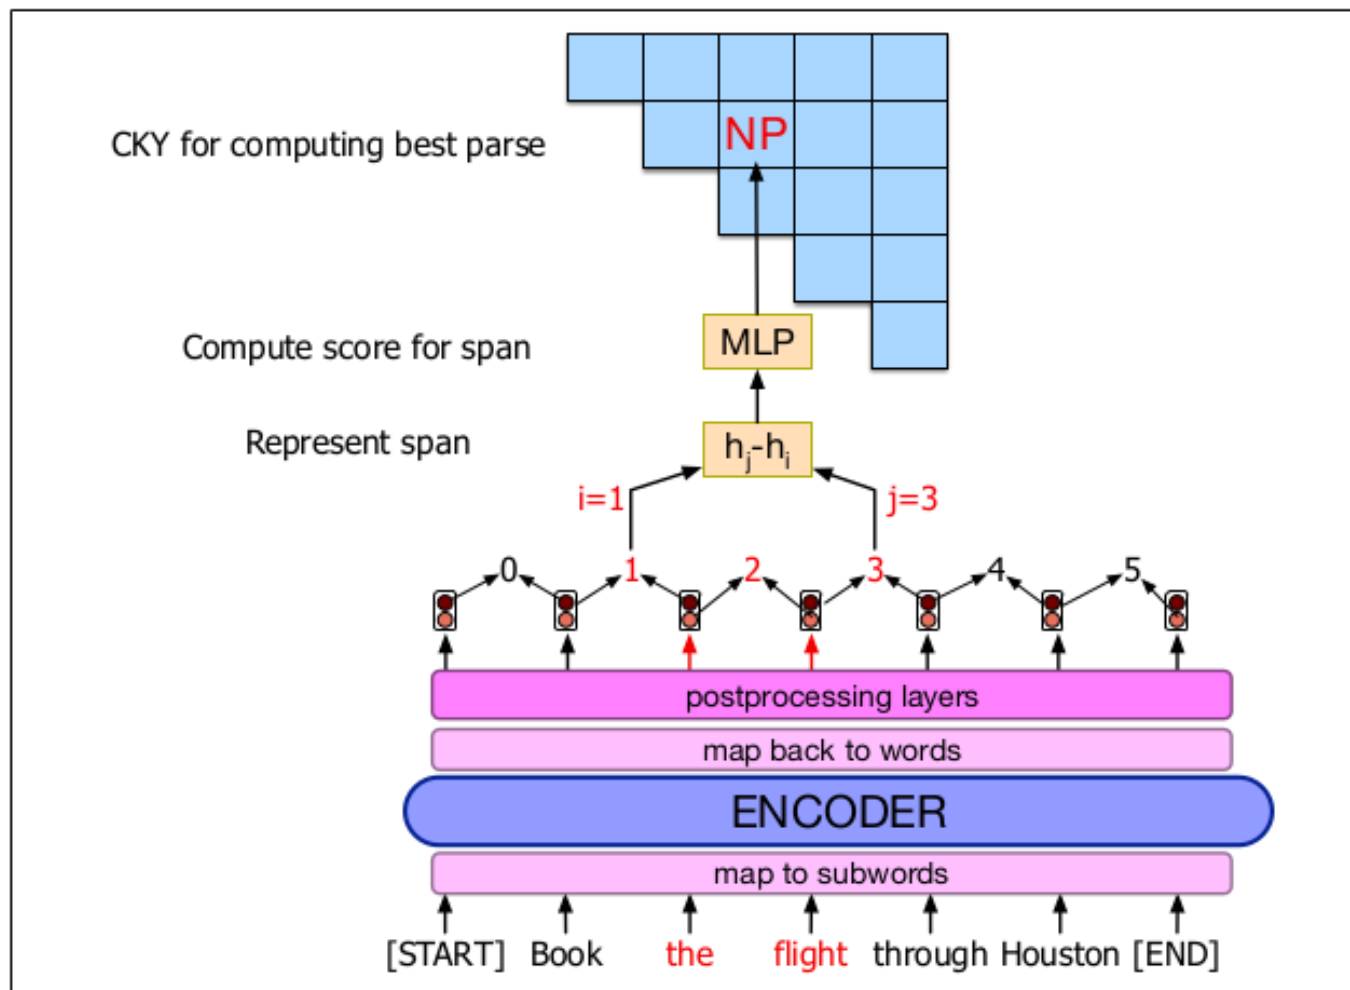 NP
CKY for computing best parse
MLP
Compute score for span
hj-hi
Represent span
i=1 j=3
0 1 2 3 4 5
postprocessing layers
map back to words
ENCODER
map to subwords
[START] Book the flight through Houston [END]